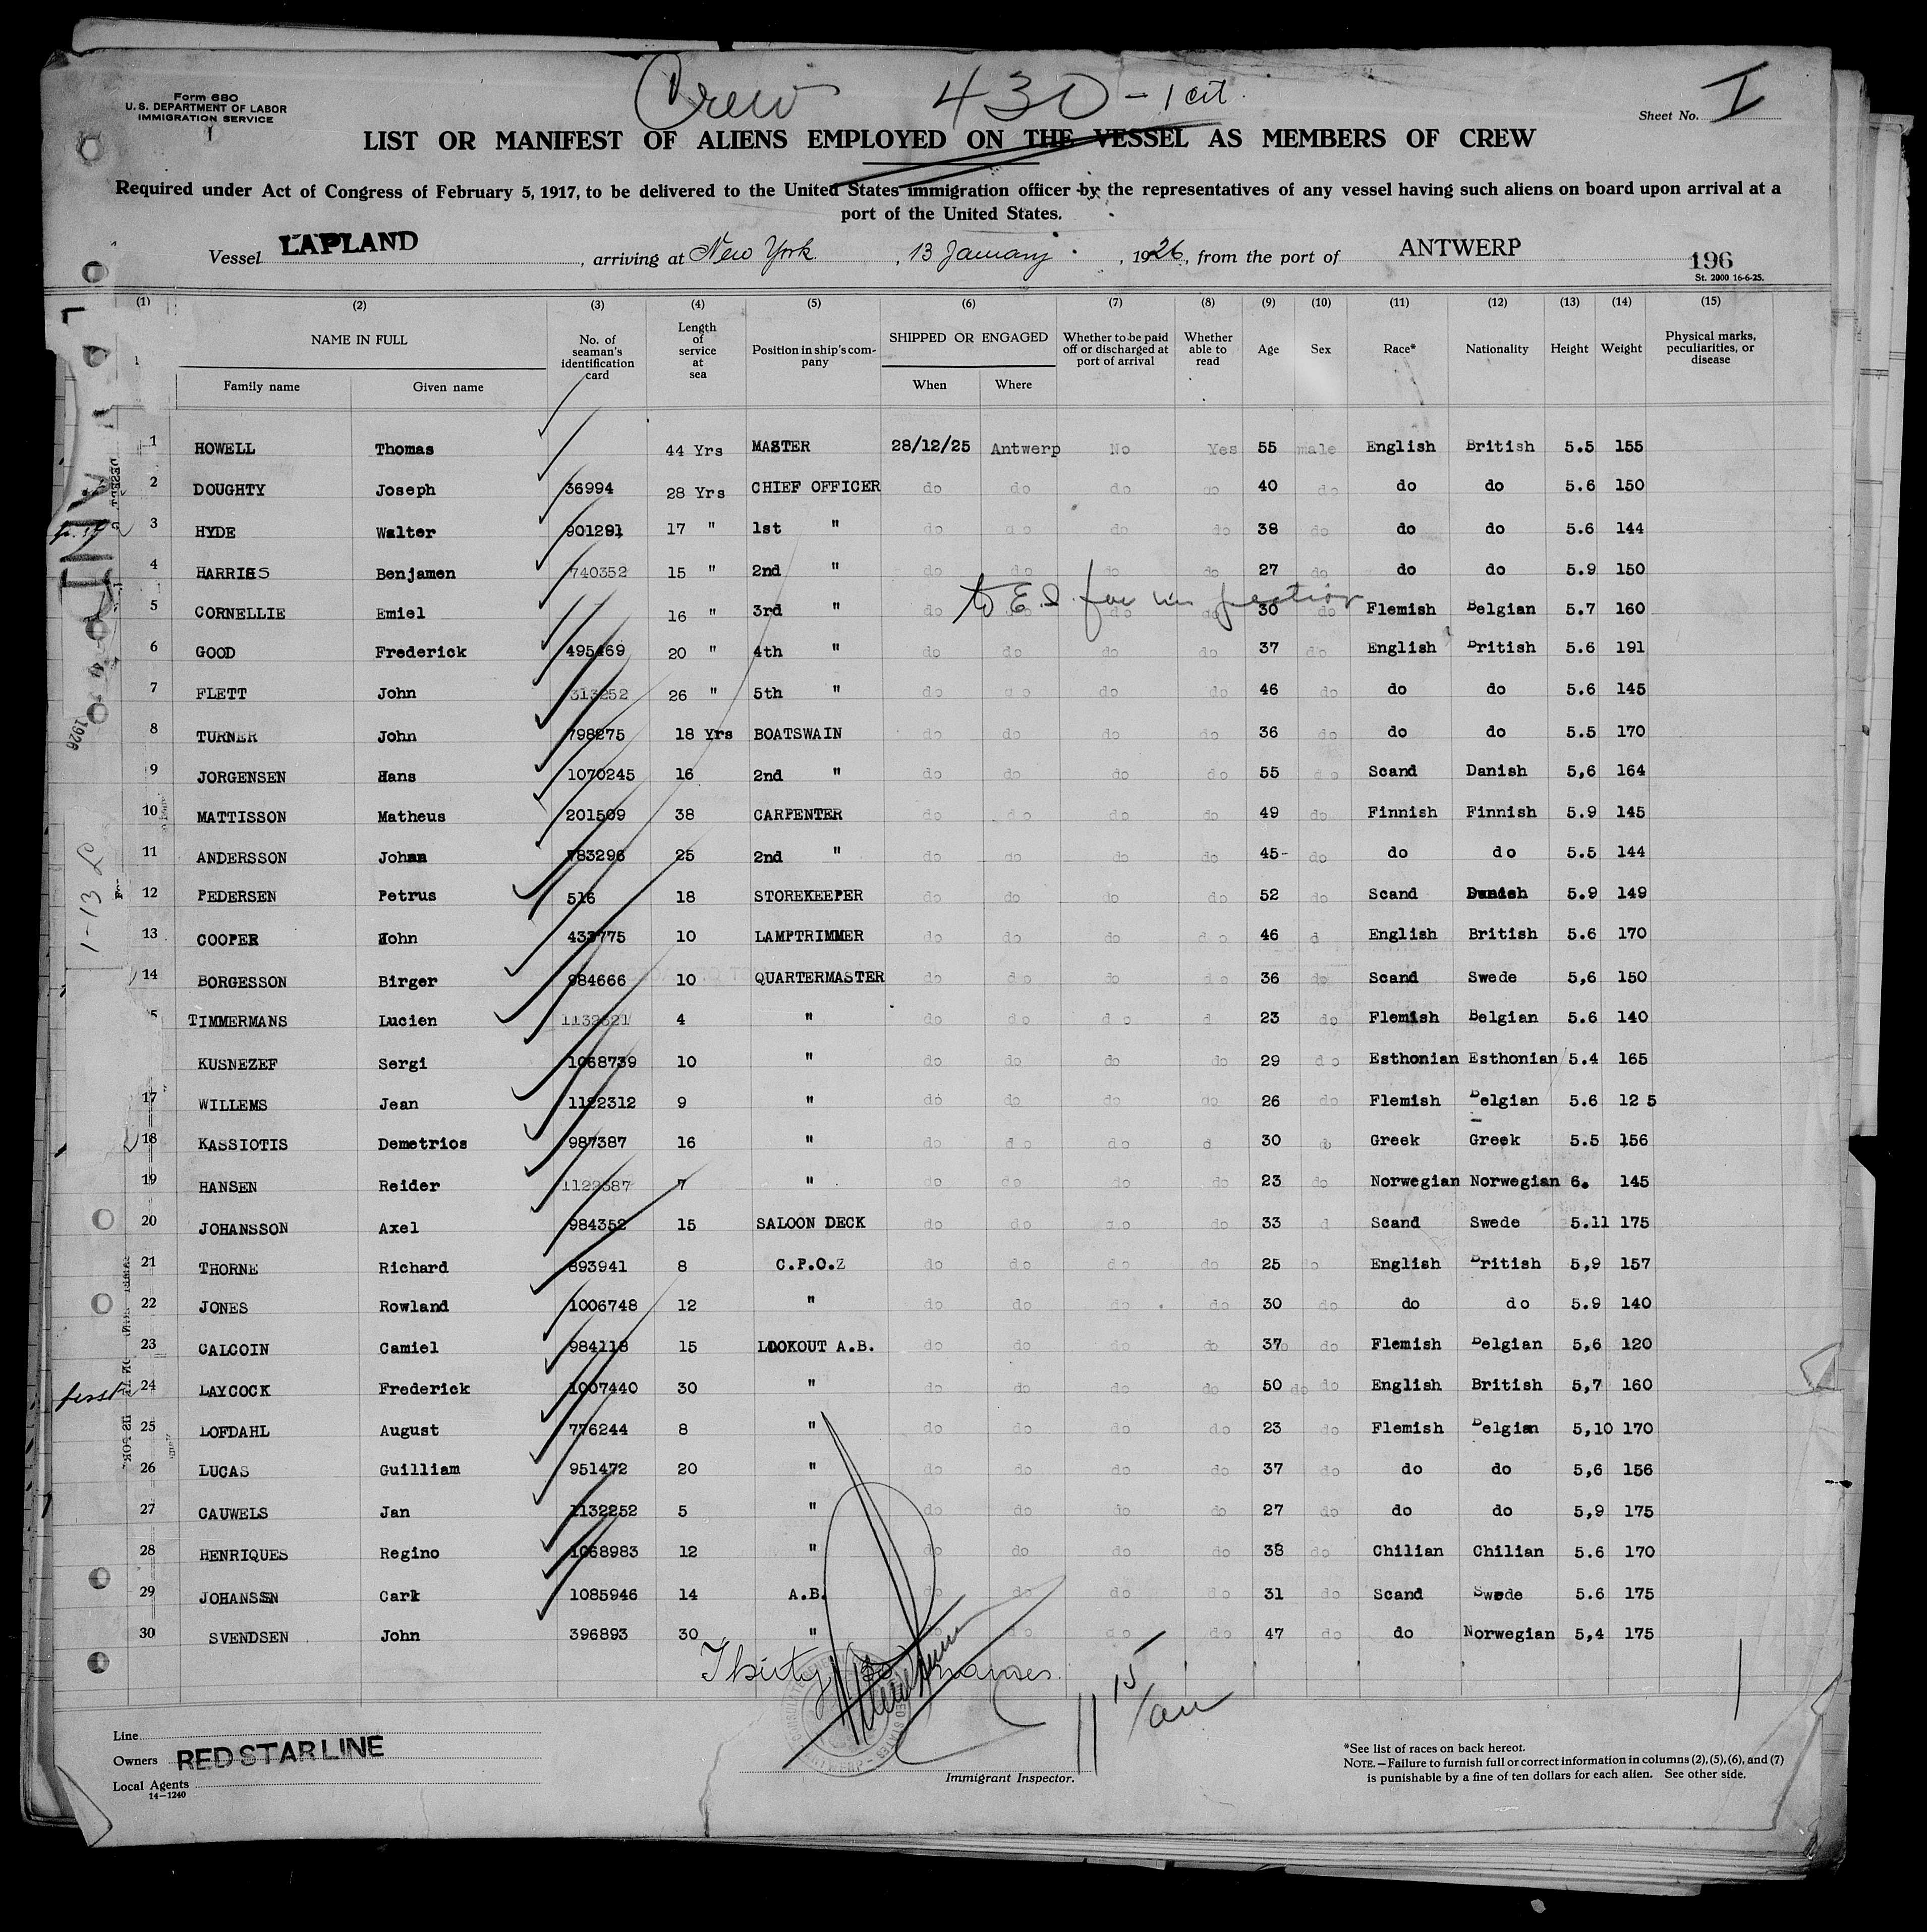 Crew 430 - 1 cit.
Form 680
U. S. DEPARTMENT OF LABOR
IMMIGRATION SERVICE
Sheet No. I
LIST OR MANIFEST OF ALIENS EMPLOYED ON THE VESSEL AS MEMBERS OF CREW
Required under Act of Congress of February 5, 1917, to be delivered to the United States immigration officer by the representatives of any vessel having such aliens on board upon arrival at a
port of the United States.
Vessel LAPLAND, arriving at New York, 13 January, 1926, from the port of ANTWERP
196
St. 2000 16-6-25.
(1) (2) (3) (4) (5) (6) (7) (8) (9) (10) (11) (12) (13) (14) (15)
NAME IN FULL No. of seaman's identification card Length of service at sea Position in ship's company SHIPPED OR ENGAGED Whether to be paid off or discharged at port of arrival Whether able to read Age Sex Race* Nationality Height Weight Physical marks, peculiarities, or disease
Family name Given name When Where
1 HOWELL Thomas 44 Yrs MASTER 28/12/25 Antwerp No Yes 55 male English British 5.5 155
2 DOUGHTY Joseph 36994 28 Yrs CHIEF OFFICER do do do do 40 do do do 5.6 150
3 HYDE Walter 901291 17 " 1st " do do do do 38 do do do 5.6 144
4 HARRIES Benjamen 740352 15 " 2nd " do do do do 27 do do do 5.9 150
to E.I. for inspection
5 CORNELLIE Emiel 16 " 3rd " do do do do 30 do Flemish Belgian 5.7 160
6 GOOD Frederick 495469 20 " 4th " do do do do 37 do English British 5.6 191
7 FLETT John 313252 26 " 5th " do do do do 46 do do do 5.6 145
8 TURNER John 798275 18 Yrs BOATSWAIN do do do do 36 do do do 5.5 170
9 JORGENSEN Hans 1070245 16 2nd " do do do do 55 do Scand Danish 5,6 164
10 MATTISSON Matheus 201509 38 CARPENTER do do do do 49 do Finnish Finnish 5.9 145
11 ANDERSSON Johan 783296 25 2nd " do do do do 45- do do do 5.5 144
12 PEDERSEN Petrus 516 18 STOREKEEPER do do do do 52 do Scand Danish 5.9 149
13 COOPER John 433775 10 LAMPTRIMMER do do do do 46 d English British 5.6 170
14 BORGESSON Birger 984666 10 QUARTERMASTER do do do do 36 do Scand Swede 5,6 150
5 TIMMERMANS Lucien 4 " do do do d 23 do Flemish Belgian 5.6 140
KUSNEZEF Sergi 1068739 10 " do do do do 29 do Esthonian Esthonian 5.4 165
17 WILLEMS Jean 1122312 9 " do do do do 26 do Flemish Belgian 5.6 12 5
18 KASSIOTIS Demetrios 987387 16 " do do do d 30 do Greek Greek 5.5 156
19 HANSEN Reider 1122387 7 " do do do do 23 do Norwegian Norwegian 6. 145
20 JOHANSSON Axel 984352 15 SALOON DECK do do do do 33 d Scand Swede 5.11 175
21 THORNE Richard 893941 8 C.P.O.Z do do do do 25 do English British 5,9 157
22 JONES Rowland 1006748 12 " do do do do 30 do do do 5.9 140
23 CALCOIN Camiel 984118 15 LOOKOUT A.B. do do do do 37 do Flemish Belgian 5,6 120
first 24 LAYCOCK Frederick 1007440 30 " do do do do 50 do do English British 5,7 160
25 LOFDAHL August 776244 8 " do do do do 23 do Flemish Belgian 5,10 170
26 LUCAS Guilliam 951472 20 " do do do do 37 do do do 5,6 156
27 CAUWELS Jan 1132252 5 " do do do do 27 do do do 5,9 175
28 HENRIQUES Regino 1068983 12 " do do do do 38 do Chilian Chilian 5.6 170
29 JOHANSSN Carl 1085946 14 A.B. do do do do 31 do Scand Swede 5.6 175
30 SVENDSEN John 396893 30 " do do do do 47 do do Norwegian 5,4 175
Thirty names.
11 15/am
1926
1-13
Line
Owners RED STAR LINE
Local Agents
14-1240
Immigrant Inspector.
*See list of races on back hereof.
NOTE.—Failure to furnish full or correct information in columns (2), (5), (6), and (7)
is punishable by a fine of ten dollars for each alien. See other side.